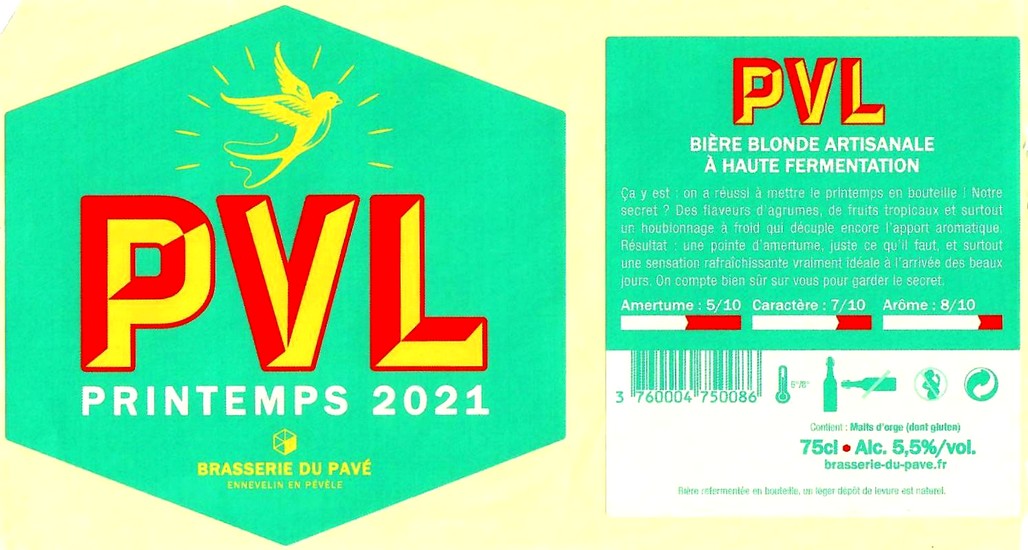 PVL
PRINTEMPS 2021
BRASSERIE DU PAVÉ
ENNEVELIN EN PÉVÈLE
PVL
BIÈRE BLONDE ARTISANALE
À HAUTE FERMENTATION
Ça y est : on a réussi à mettre le printemps en bouteille ! Notre
secret ? Des flaveurs d'agrumes, de fruits tropicaux et surtout
un houblonnage à froid qui décuple encore l'apport aromatique.
Résultat : une pointe d'amertume, juste ce qu'il faut, et surtout
une sensation rafraîchissante vraiment idéale à l'arrivée des beaux
jours. On compte bien sûr sur vous pour garder le secret.
Amertume : 5/10 Caractère : 7/10 Arôme : 8/10
3 760004 750086
6°/8°
Contient : Malts d'orge (dont gluten)
75cl • Alc. 5,5%/vol.
brasserie-du-pave.fr
Bière refermentée en bouteille, un léger dépôt de levure est naturel.